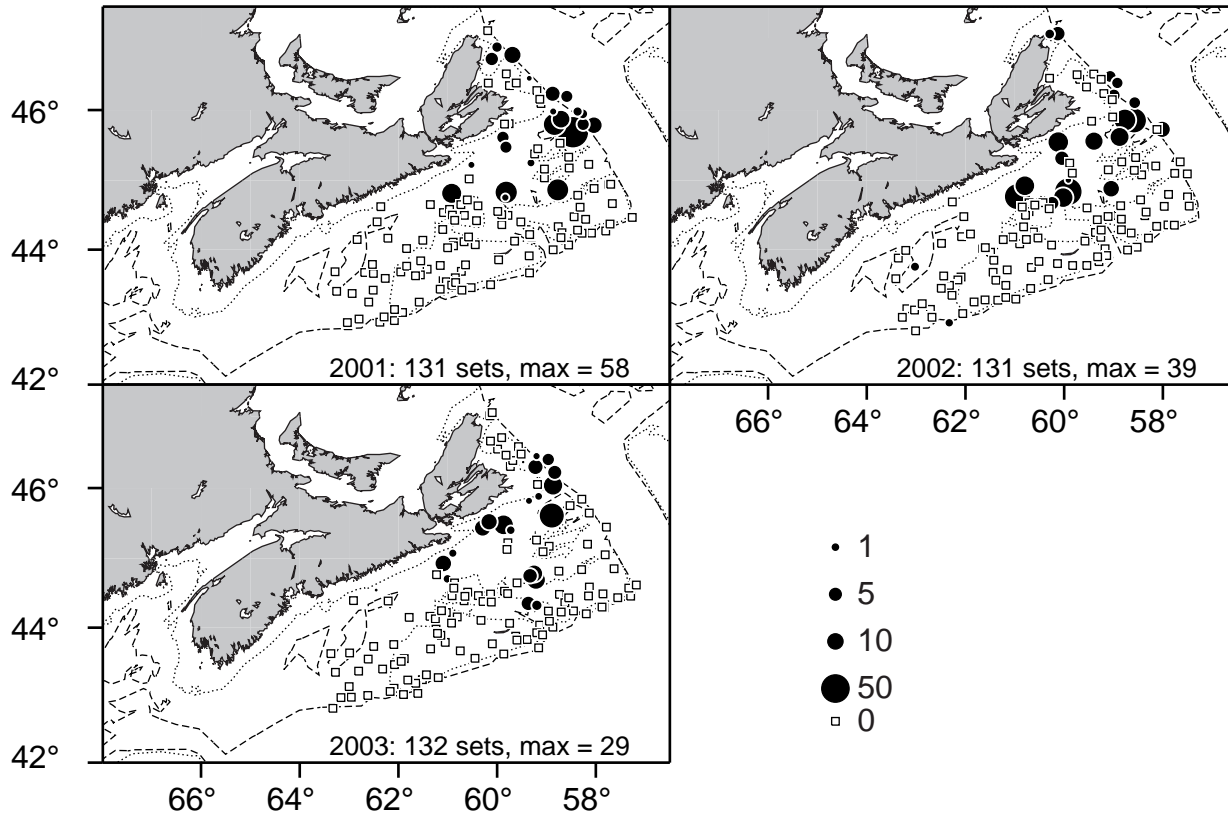 46°
44°
42°
2001: 131 sets, max = 58
2002: 131 sets, max = 39
66° 64° 62° 60° 58°
46°
44°
42°
2003: 132 sets, max = 29
66° 64° 62° 60° 58°
1
5
10
50
0